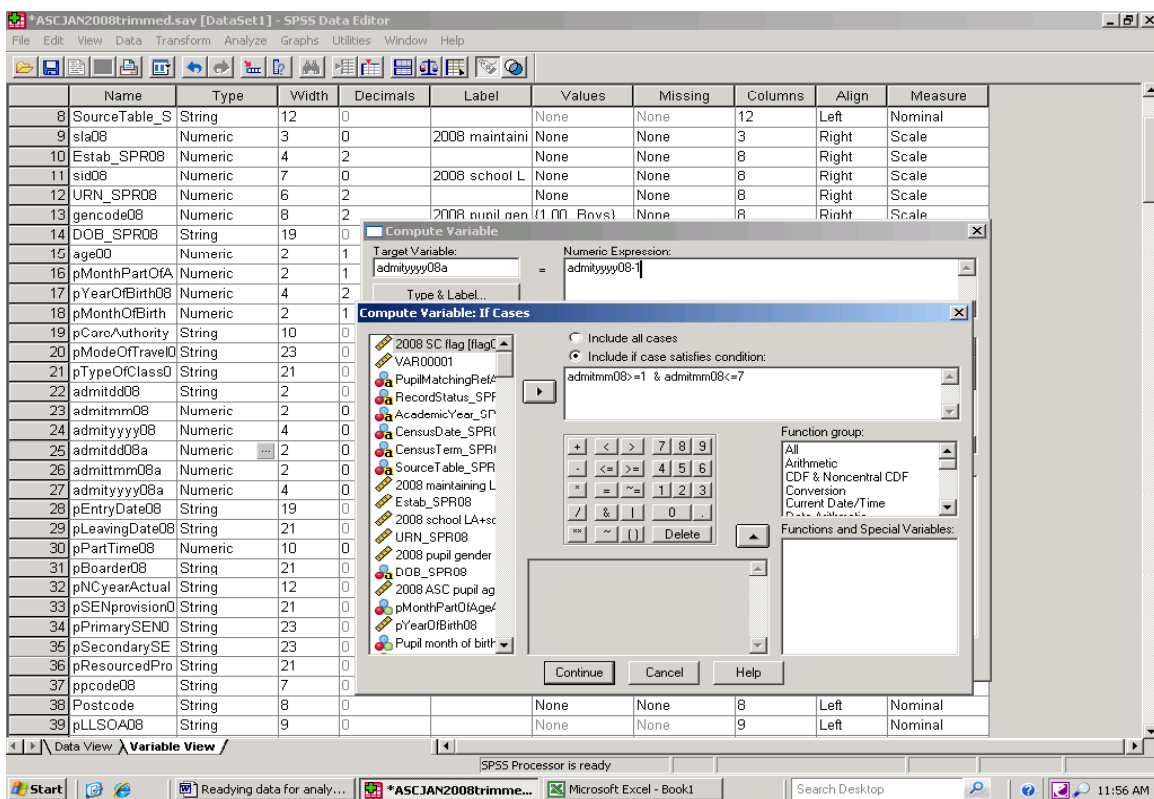 *ASCJAN2008trimmed.sav [DataSet1] - SPSS Data Editor
File Edit View Data Transform Analyze Graphs Utilities Window Help
Name Type Width Decimals Label Values Missing Columns Align Measure
8 SourceTable_S String 12 0 None None 12 Left Nominal
9 sla08 Numeric 3 0 2008 maintaini None None 3 Right Scale
10 Estab_SPR08 Numeric 4 2 None None 8 Right Scale
11 sid08 Numeric 7 0 2008 school L None None 8 Right Scale
12 URN_SPR08 Numeric 6 2 None None 8 Right Scale
13 gencode08 Numeric 8 2 2008 pupil gen {1.00, Boys} None 8 Right Scale
14 DOB_SPR08 String 19 0
15 age00 Numeric 2 1
16 pMonthPartOfA Numeric 2 1
17 pYearOfBirth08 Numeric 4 2
18 pMonthOfBirth Numeric 2 1
19 pCareAuthority String 10 0
20 pModeOfTravel0 String 23 0
21 pTypeOfClass0 String 21 0
22 admitdd08 String 2 0
23 admitmm08 Numeric 2 0
24 admityyyy08 Numeric 4 0
25 admitdd08a Numeric ... 2 0
26 admittmm08a Numeric 2 0
27 admityyyy08a Numeric 4 0
28 pEntryDate08 String 19 0
29 pLeavingDate08 String 21 0
30 pPartTime08 Numeric 10 0
31 pBoarder08 String 21 0
32 pNCyearActual String 12 0
33 pSENprovision0 String 21 0
34 pPrimarySEN0 String 23 0
35 pSecondarySE String 23 0
36 pResourcedPro String 21 0
37 ppcode08 String 7 0
38 Postcode String 8 0 None None 8 Left Nominal
39 pLLSOA08 String 9 0 None None 9 Left Nominal
Compute Variable
Target Variable: Numeric Expression:
admityyyy08a = admityyyy08-1
Type & Label...
Compute Variable: If Cases
2008 SC flag [flag0
VAR00001
PupilMatchingRefA
RecordStatus_SPR
AcademicYear_SP
CensusDate_SPR0
CensusTerm_SPR0
SourceTable_SPR
2008 maintaining L
Estab_SPR08
2008 school LA+sc
URN_SPR08
2008 pupil gender
DOB_SPR08
2008 ASC pupil ag
pMonthPartOfAgeA
pYearOfBirth08
Pupil month of birth
Include all cases
Include if case satisfies condition:
admitmm08>=1 & admitmm08<=7
+ < > 7 8 9
- <= >= 4 5 6
* = ~= 1 2 3
/ & | 0 .
** ~ () Delete
Function group:
All
Arithmetic
CDF & Noncentral CDF
Conversion
Current Date/Time
Date Arithmetic
Functions and Special Variables:
Continue Cancel Help
Data View Variable View
SPSS Processor is ready
Start Readying data for analy... *ASCJAN2008trimme... Microsoft Excel - Book1 Search Desktop 11:56 AM